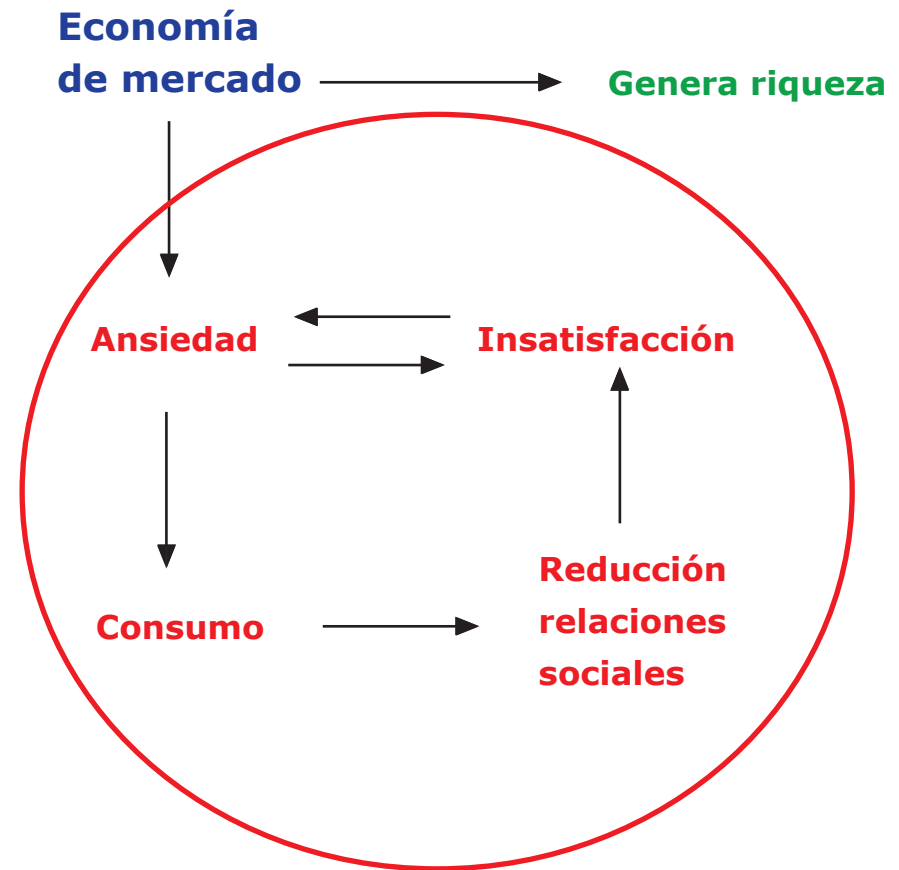 Economía
de mercado
Genera riqueza
Ansiedad
Insatisfacción
Consumo
Reducción
relaciones
sociales